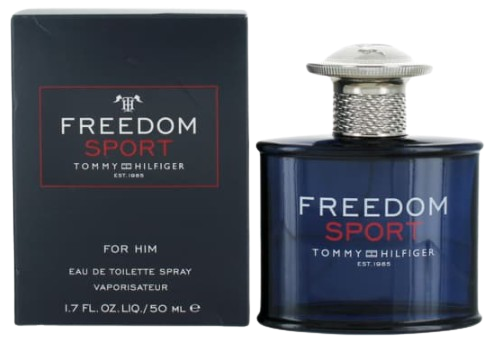 TH
FREEDOM
SPORT
TOMMY HILFIGER
EST. 1985
FOR HIM
EAU DE TOILETTE SPRAY
VAPORISATEUR
1.7 FL.OZ.LIQ./50 ML ℮
FREEDOM
SPORT
TOMMY HILFIGER
EST. 1985